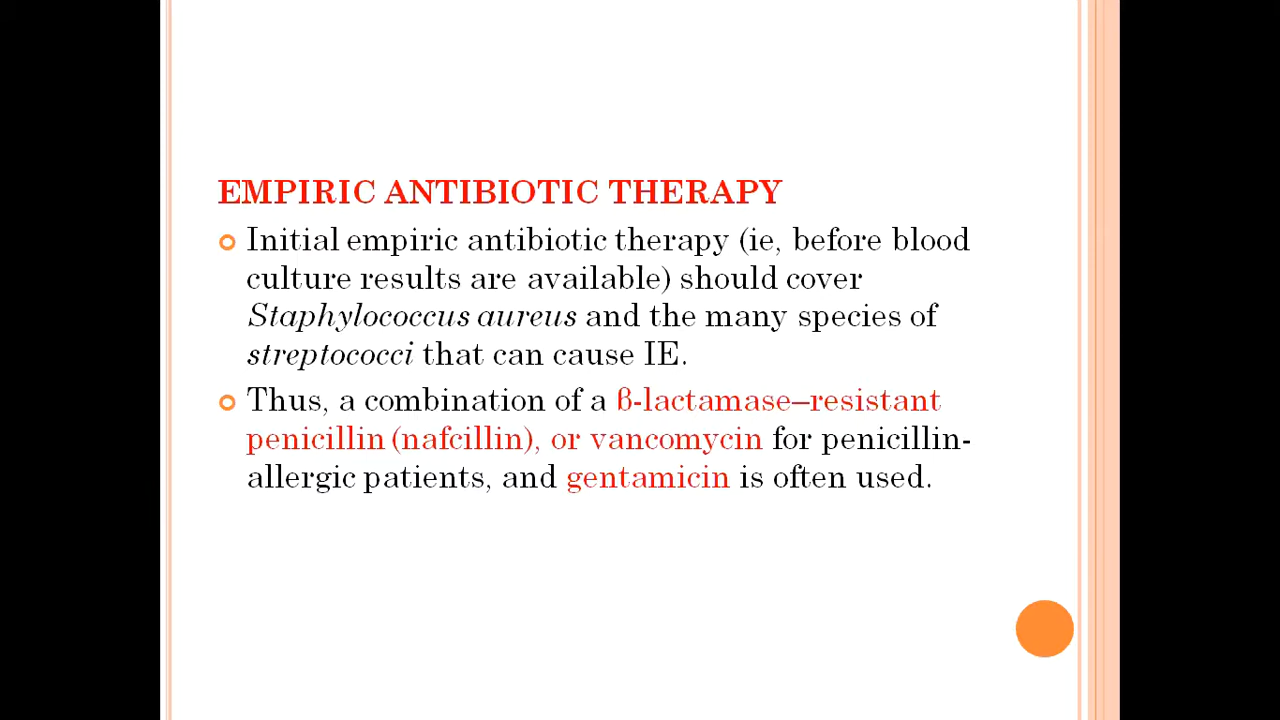 EMPIRIC ANTIBIOTIC THERAPY
Initial empiric antibiotic therapy (ie, before blood
culture results are available) should cover
Staphylococcus aureus and the many species of
streptococci that can cause IE.
Thus, a combination of a β-lactamase–resistant
penicillin (nafcillin), or vancomycin for penicillin-
allergic patients, and gentamicin is often used.